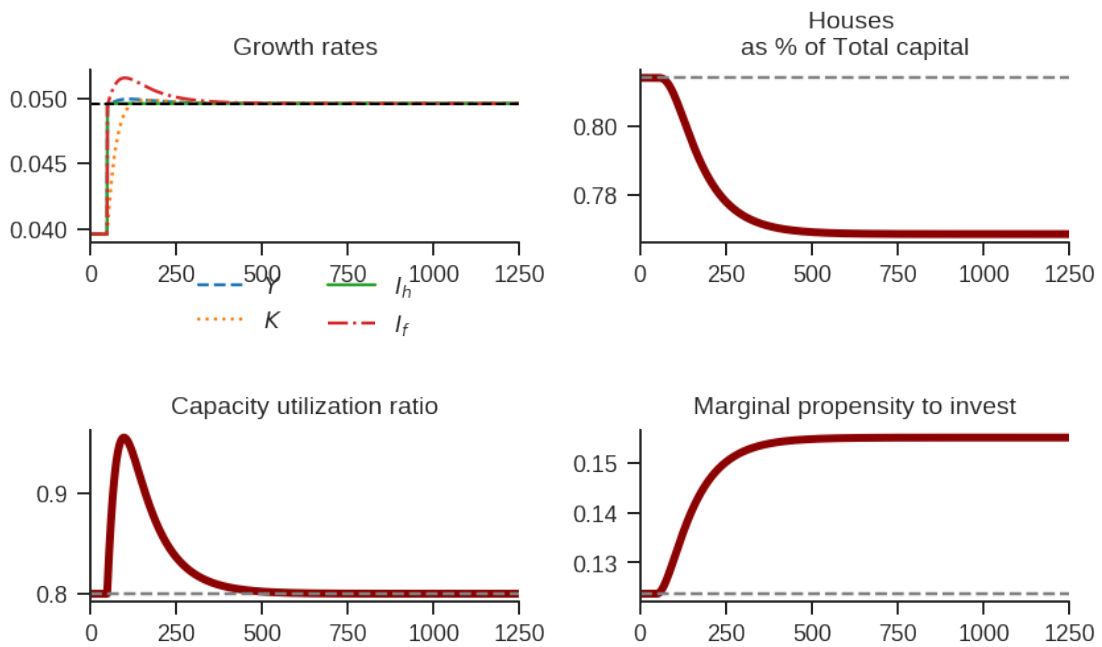 Growth rates
0.050
0.045
0.040
0 250 500 750 1000 1250
Y
I_h
K
I_f
Houses
as % of Total capital
0.80
0.78
0 250 500 750 1000 1250
Capacity utilization ratio
0.9
0.8
0 250 500 750 1000 1250
Marginal propensity to invest
0.15
0.14
0.13
0 250 500 750 1000 1250